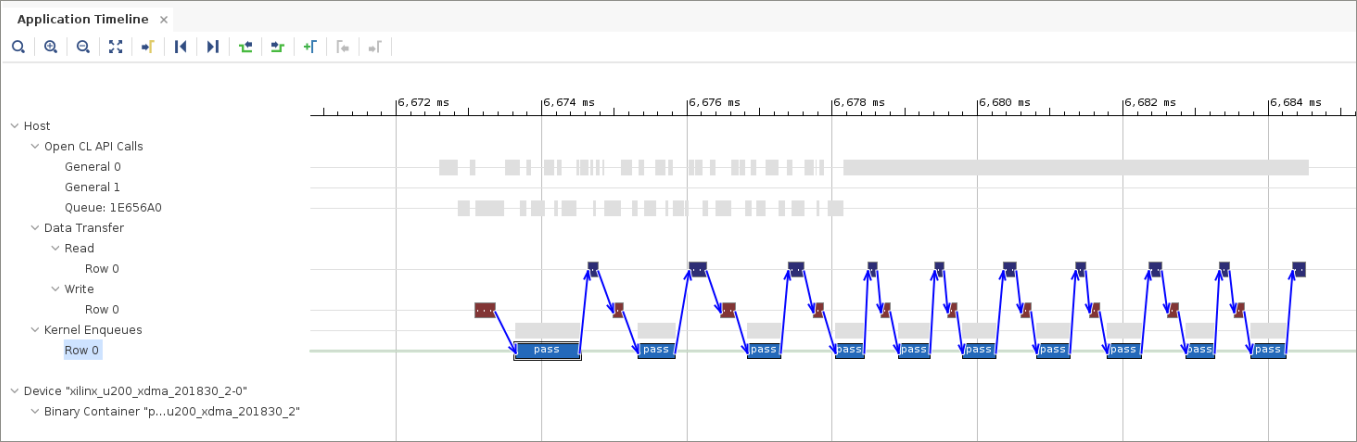 Application Timeline
6,672 ms 6,674 ms 6,676 ms 6,678 ms 6,680 ms 6,682 ms 6,684 ms
Host
Open CL API Calls
General 0
General 1
Queue: 1E656A0
Data Transfer
Read
Row 0
Write
Row 0
Kernel Enqueues
Row 0
pass pass pass pass pass pass pass pass pass pass
Device "xilinx_u200_xdma_201830_2-0"
Binary Container "p...u200_xdma_201830_2"